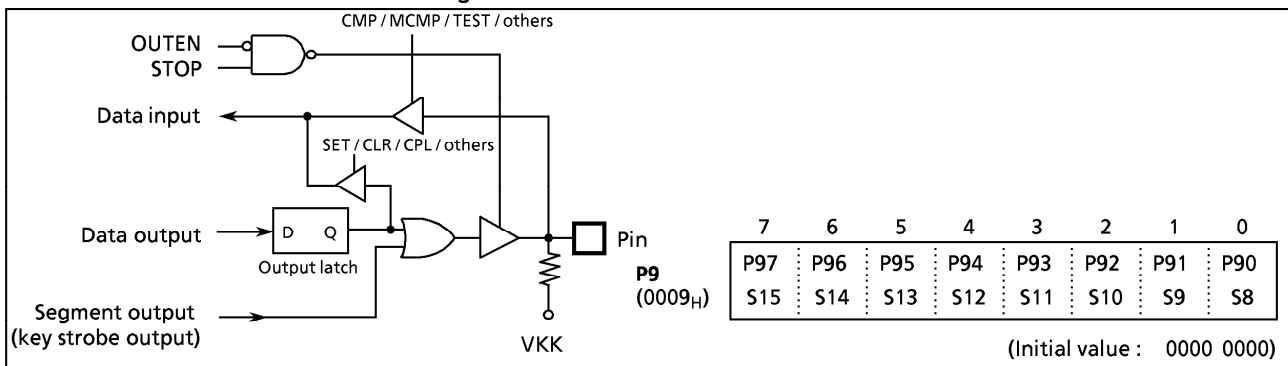 CMP / MCMP / TEST / others
OUTEN
STOP
Data input
SET / CLR / CPL / others
Data output
D Q
Output latch
Pin
Segment output
(key strobe output)
VKK
7 6 5 4 3 2 1 0
P9
(0009H)
P97 P96 P95 P94 P93 P92 P91 P90
S15 S14 S13 S12 S11 S10 S9 S8
(Initial value : 0000 0000)